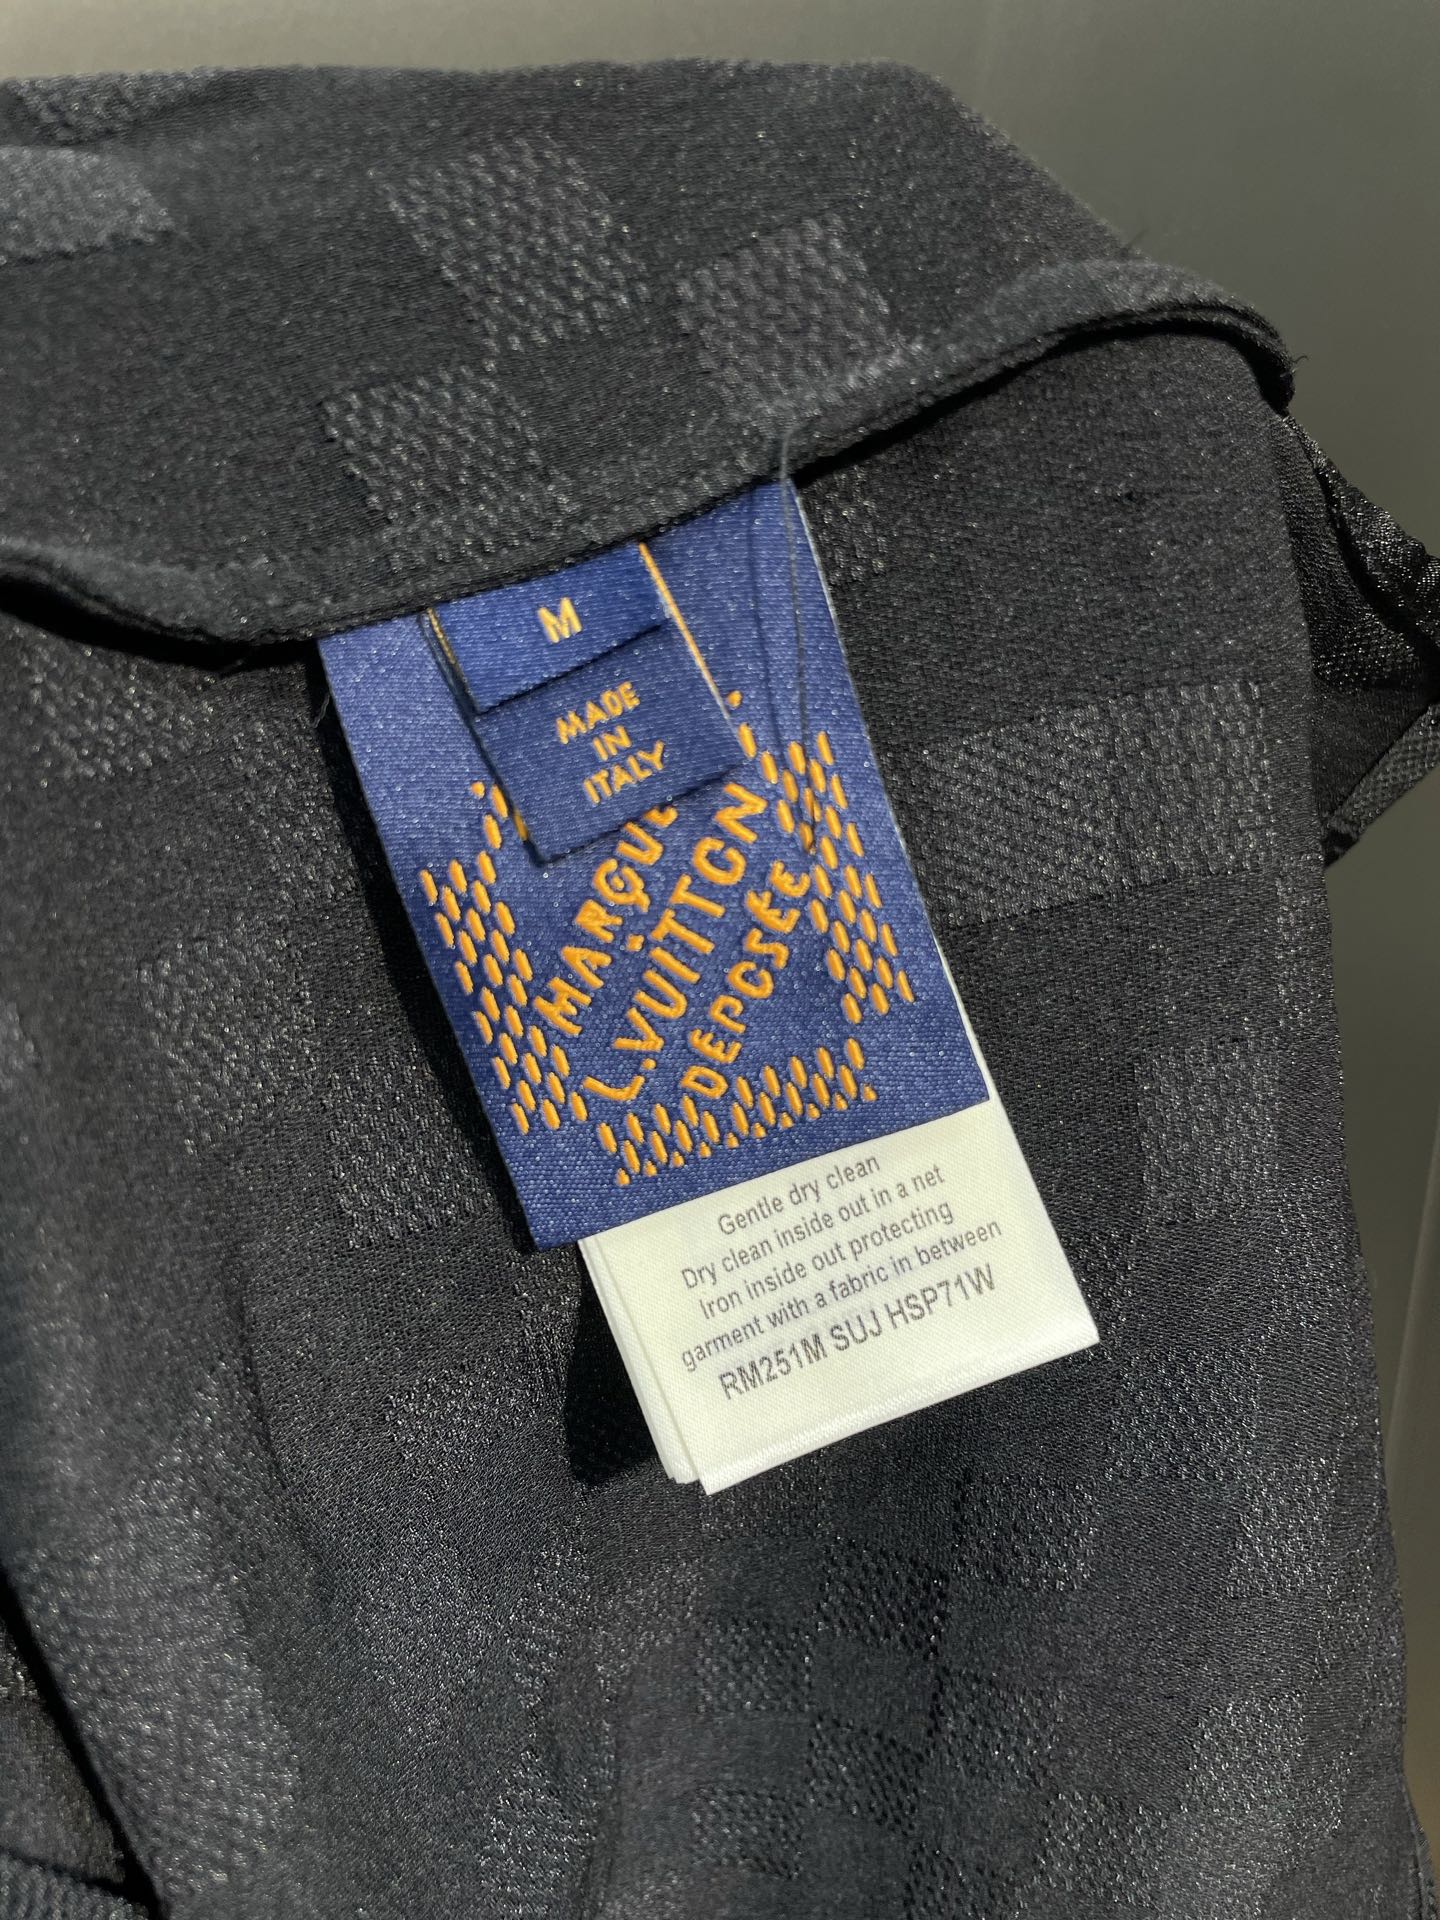 M
MADE
IN
ITALY
MARQUE
L.VUITTON
DÉPOSÉE
Gentle dry clean
Dry clean inside out in a net
Iron inside out protecting
garment with a fabric in between
RM251M SUJ HSP71W